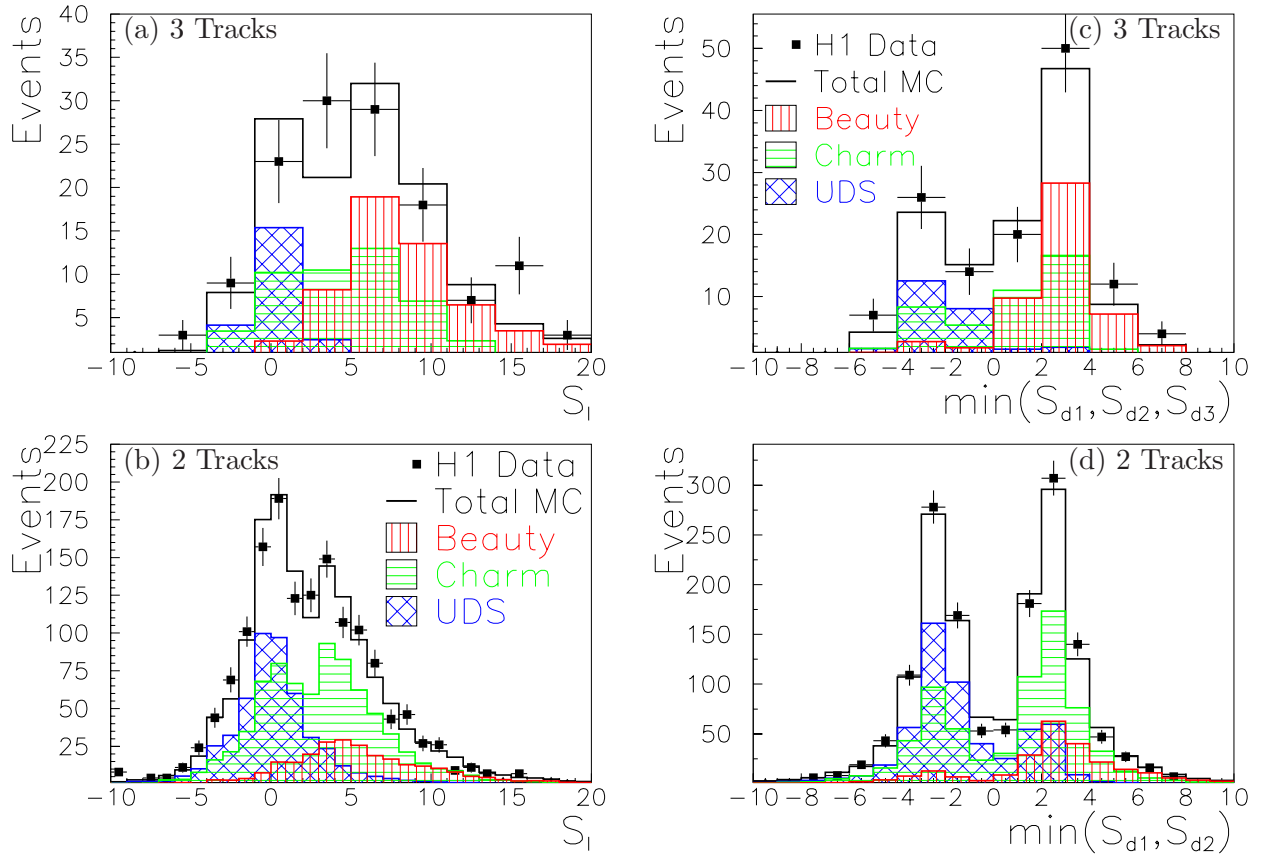 (a) 3 Tracks
Events
40
35
30
25
20
15
10
5
−10 −5 0 5 10 15 20
S_l
(c) 3 Tracks
Events
50
40
30
20
10
H1 Data
Total MC
Beauty
Charm
UDS
−10 −8 −6 −4 −2 0 2 4 6 8 10
min(S_d1,S_d2,S_d3)
(b) 2 Tracks
Events
225
200
175
150
125
100
75
50
25
H1 Data
Total MC
Beauty
Charm
UDS
−10 −5 0 5 10 15 20
S_l
(d) 2 Tracks
Events
300
250
200
150
100
50
−10 −8 −6 −4 −2 0 2 4 6 8 10
min(S_d1,S_d2)